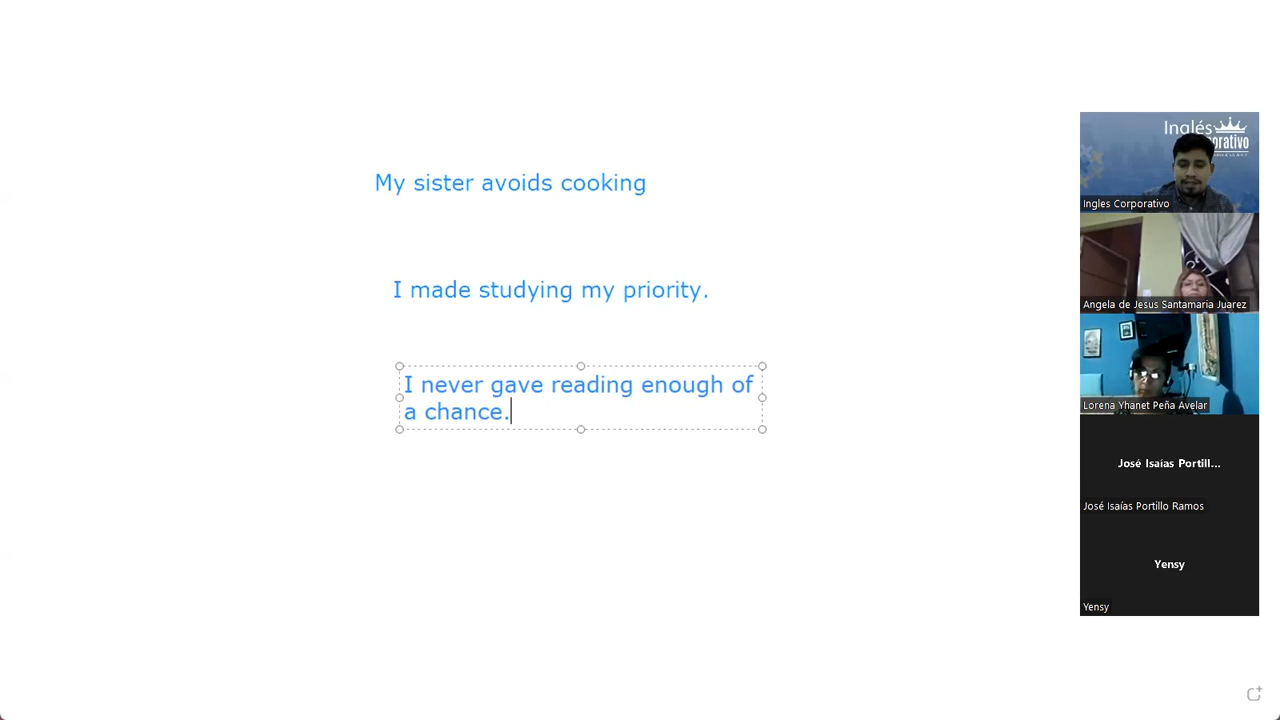 My sister avoids cooking
I made studying my priority.
I never gave reading enough of
a chance.
Inglés
orativo
Ingles Corporativo
Angela de Jesus Santamaria Juarez
Lorena Yhanet Peña Avelar
José Isaías Portill...
José Isaías Portillo Ramos
Yensy
Yensy